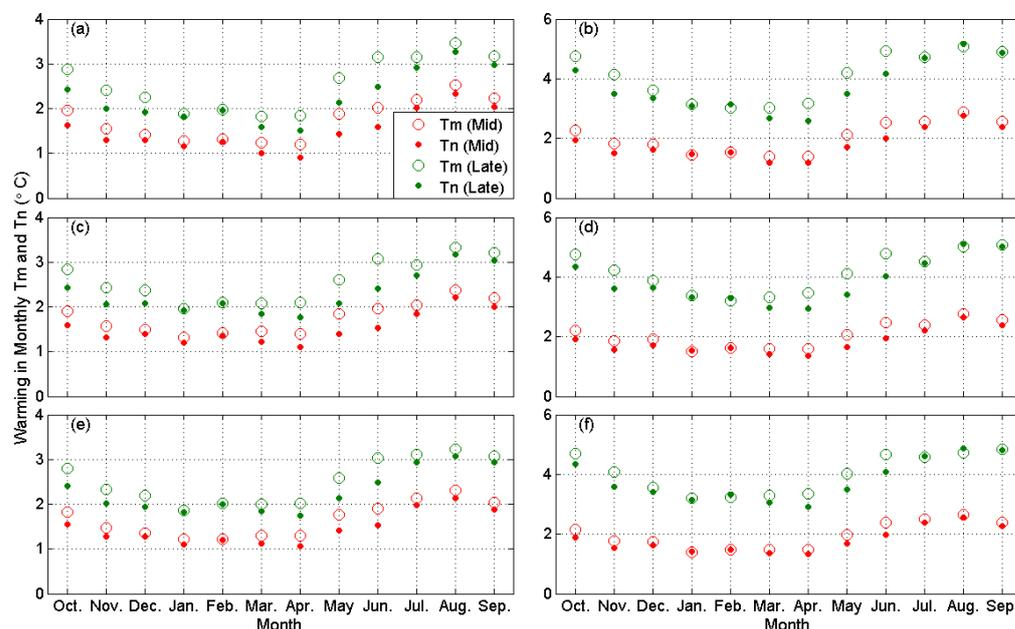 Warming in Monthly Tm and Tn (° C)
(a)
4
3
2
1
0
Tm (Mid)
Tn (Mid)
Tm (Late)
Tn (Late)
(b)
6
4
2
0
(c)
4
3
2
1
0
(d)
6
4
2
0
(e)
4
3
2
1
0
Oct. Nov. Dec. Jan. Feb. Mar. Apr. May Jun. Jul. Aug. Sep.
Month
(f)
6
4
2
0
Oct. Nov. Dec. Jan. Feb. Mar. Apr. May Jun. Jul. Aug. Sep.
Month